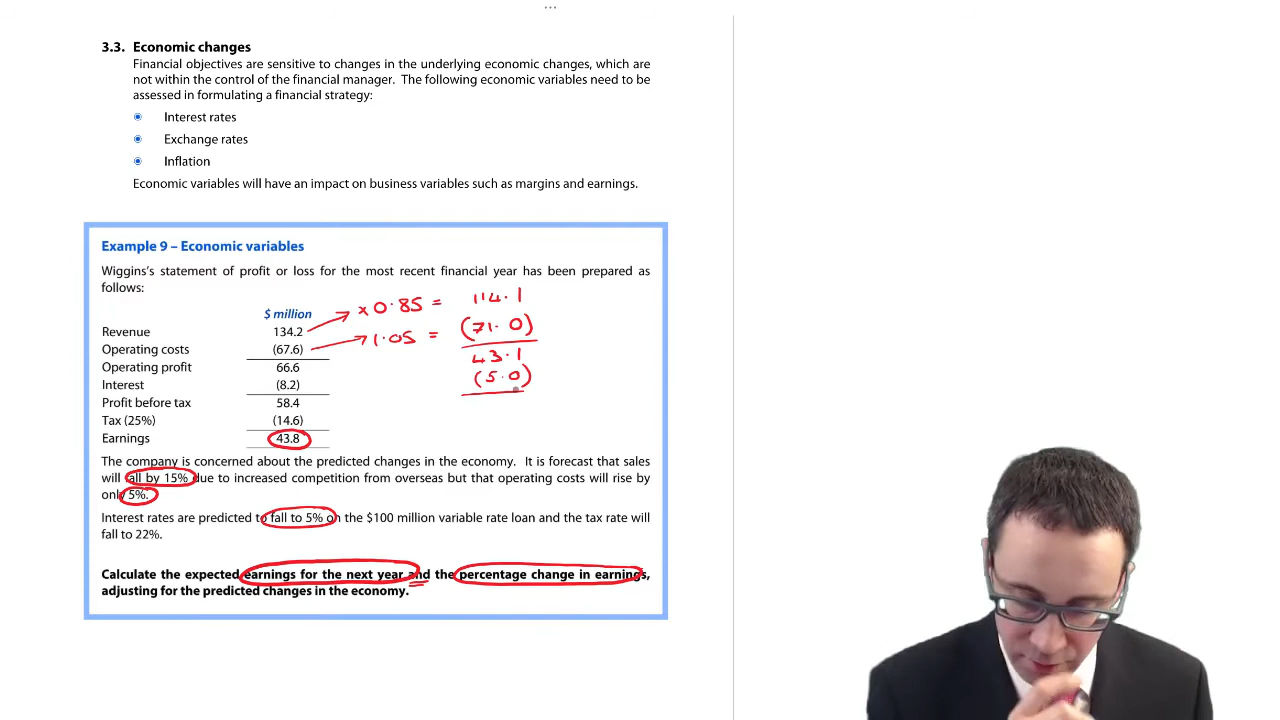 3.3. Economic changes
Financial objectives are sensitive to changes in the underlying economic changes, which are
not within the control of the financial manager. The following economic variables need to be
assessed in formulating a financial strategy:
Interest rates
Exchange rates
Inflation
Economic variables will have an impact on business variables such as margins and earnings.
Example 9 – Economic variables
Wiggins's statement of profit or loss for the most recent financial year has been prepared as
follows:
$ million
Revenue 134.2 × 0.85 = 114.1
Operating costs (67.6) 1.05 = (71.0)
Operating profit 66.6 43.1
Interest (8.2) (5.0)
Profit before tax 58.4
Tax (25%) (14.6)
Earnings 43.8
The company is concerned about the predicted changes in the economy. It is forecast that sales
will fall by 15% due to increased competition from overseas but that operating costs will rise by
only 5%.
Interest rates are predicted to fall to 5% on the $100 million variable rate loan and the tax rate will
fall to 22%.
Calculate the expected earnings for the next year and the percentage change in earnings,
adjusting for the predicted changes in the economy.